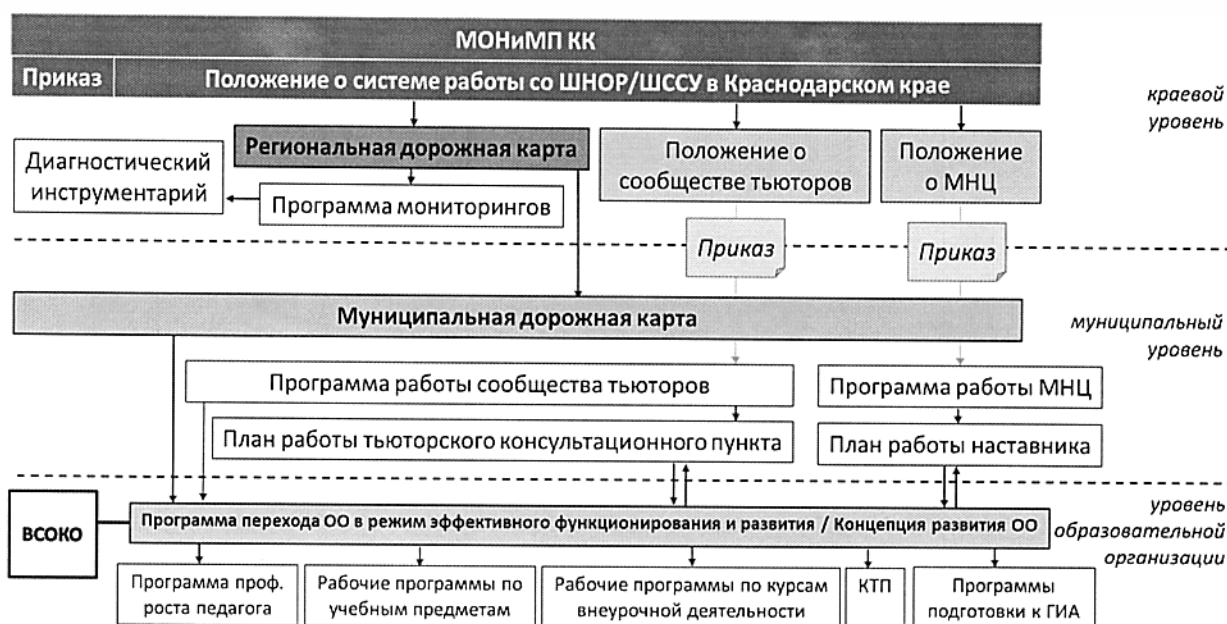 МОНиМП КК
Приказ
Положение о системе работы со ШНОР/ШССУ в Краснодарском крае
краевой
уровень
Региональная дорожная карта
Положение о
сообществе тьюторов
Положение
о МНЦ
Диагностический
инструментарий
Программа мониторингов
Приказ
Приказ
Муниципальная дорожная карта
муниципальный
уровень
Программа работы сообщества тьюторов
Программа работы МНЦ
План работы тьюторского консультационного пункта
План работы наставника
ВСОКО
Программа перехода ОО в режим эффективного функционирования и развития / Концепция развития ОО
уровень
образовательной
организации
Программа проф.
роста педагога
Рабочие программы по
учебным предметам
Рабочие программы по курсам
внеурочной деятельности
КТП
Программы
подготовки к ГИА